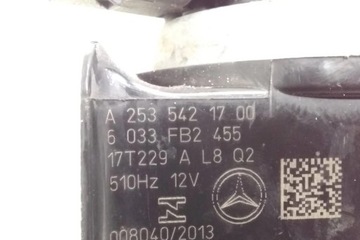 A 253 542 17 00
6 033 FB2 455
17T229 A L8 Q2
510Hz 12V
008040/2013